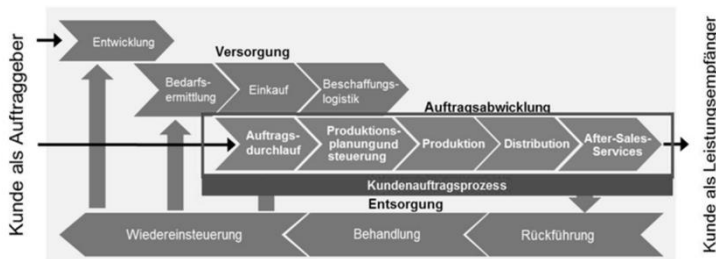 Kunde als Auftraggeber
Entwicklung
Versorgung
Bedarfs-
ermittlung
Einkauf
Beschaffungs-
logistik
Auftragsabwicklung
Auftrags-
durchlauf
Produktions-
planungund
steuerung
Produktion
Distribution
After-Sales-
Services
Kundenauftragsprozess
Entsorgung
Wiedereinsteuerung
Behandlung
Rückführung
Kunde als Leistungsempfänger